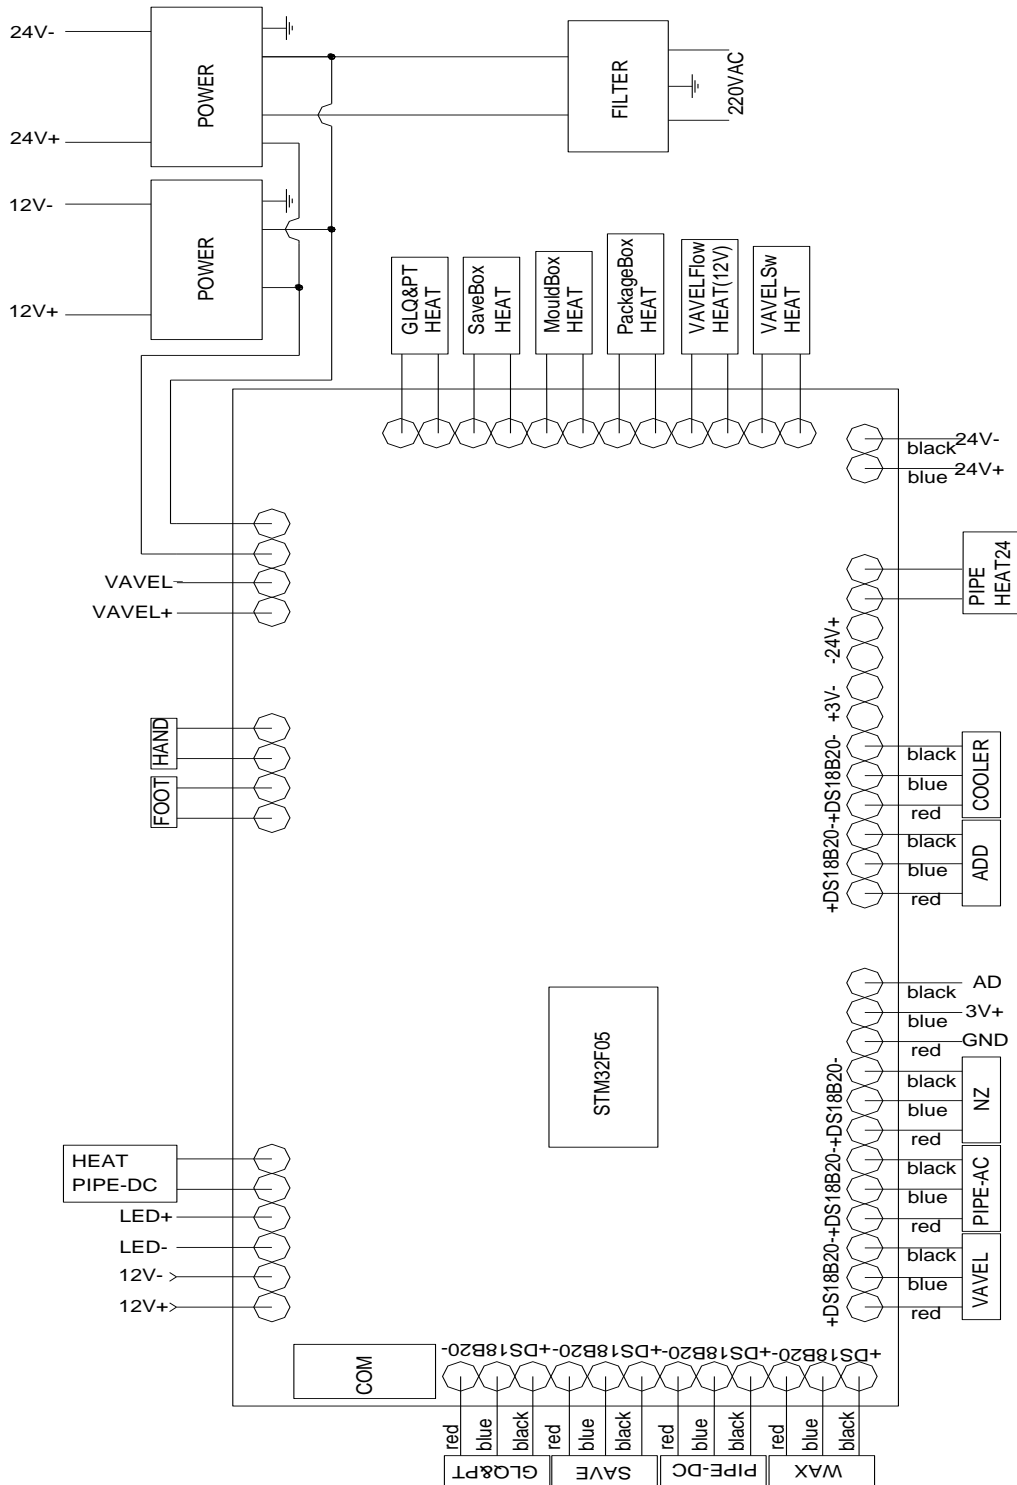 24V-
24V+
POWER
FILTER
220VAC
12V-
12V+
POWER
GLQ&PT
HEAT
SaveBox
HEAT
MouldBox
HEAT
PackageBox
HEAT
VAVELFlow
HEAT(12V)
VAVELSw
HEAT
24V-
black
24V+
blue
PIPE
HEAT24
-24V+
+3V-
VAVEL-
VAVEL+
HAND
FOOT
+DS18B20-
black
blue
red
COOLER
+DS18B20-
black
blue
red
ADD
AD
black
3V+
blue
GND
red
STM32F05
+DS18B20-
black
blue
red
NZ
+DS18B20-
black
blue
red
PIPE-AC
+DS18B20-
black
blue
red
VAVEL
HEAT
PIPE-DC
LED+
LED-
12V-
12V+
COM
+DS18B20-
+DS18B20-
+DS18B20-
+DS18B20-
red
blue
black
red
blue
black
red
blue
black
red
blue
black
GLQ&PT
SAVE
PIPE-DC
WAX